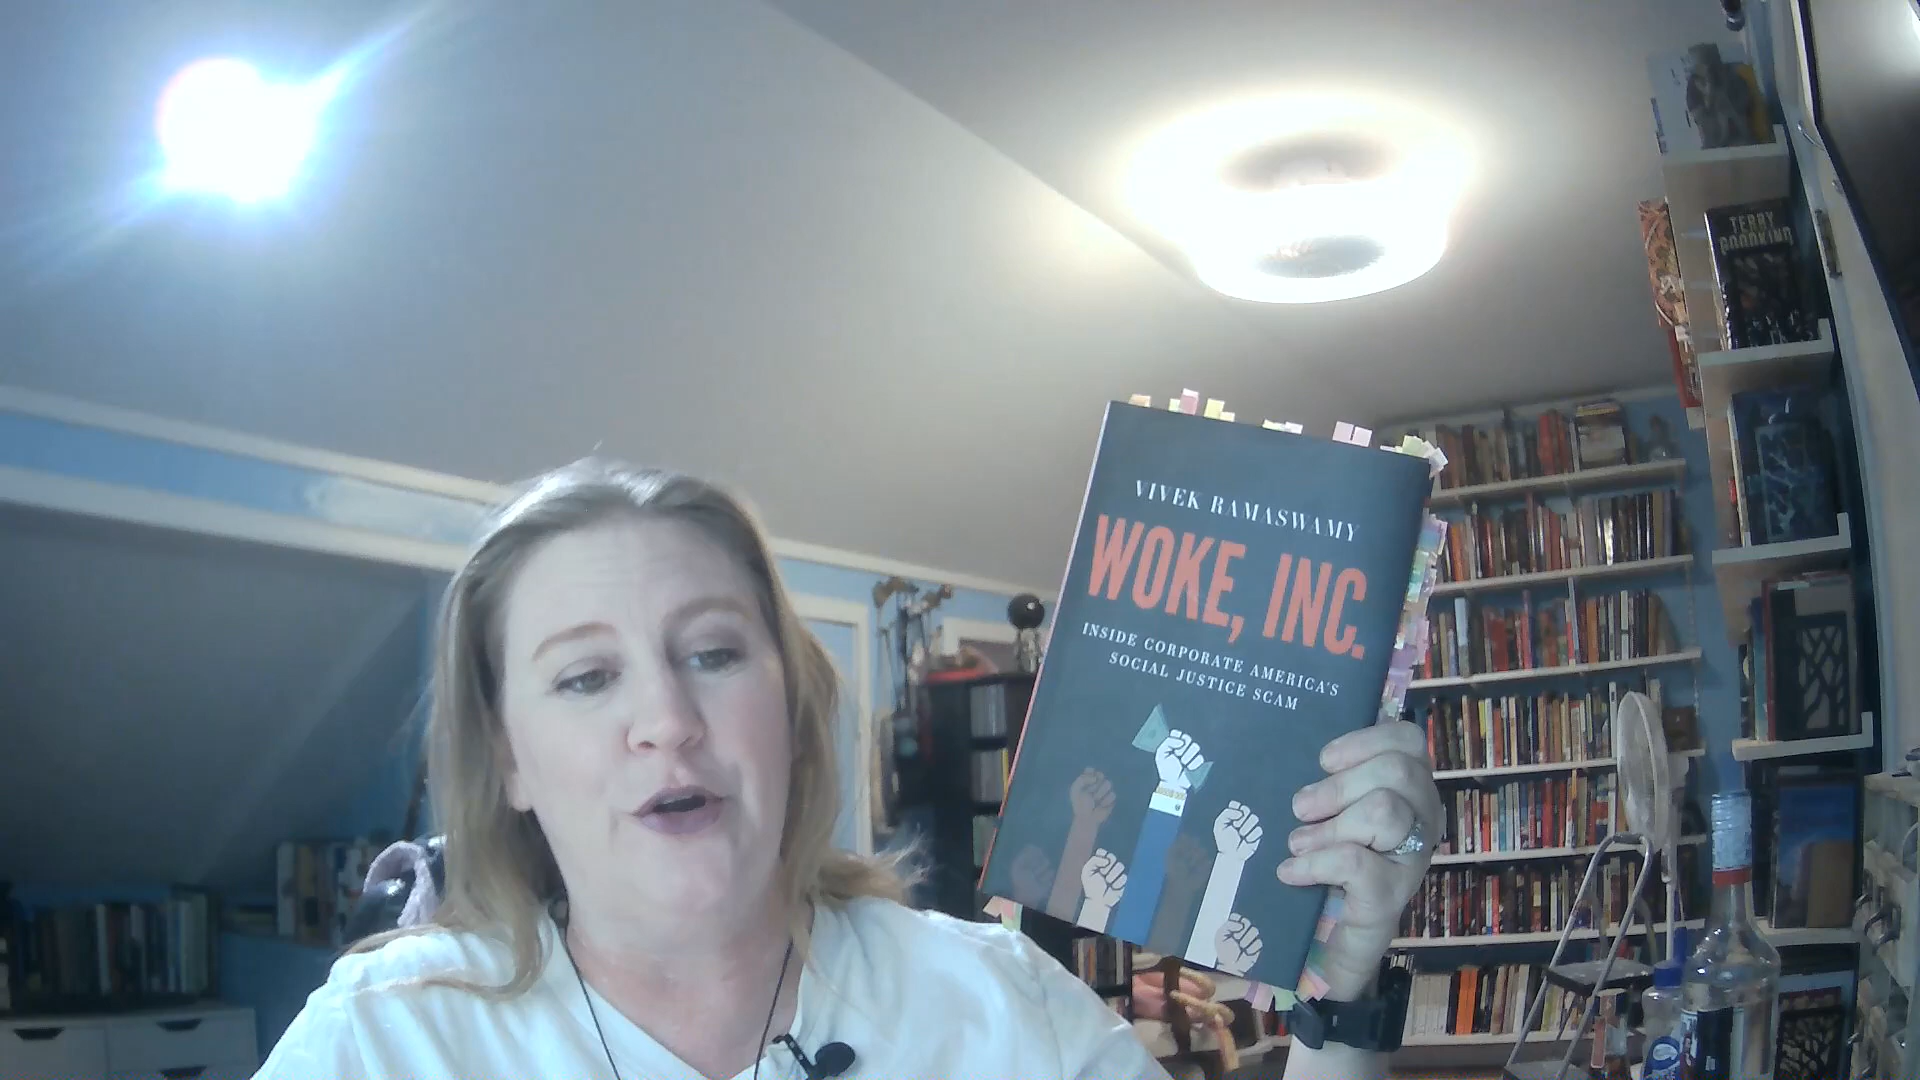 VIVEK RAMASWAMY
WOKE, INC.
INSIDE CORPORATE AMERICA'S
SOCIAL JUSTICE SCAM
TERRY
GOODKIND